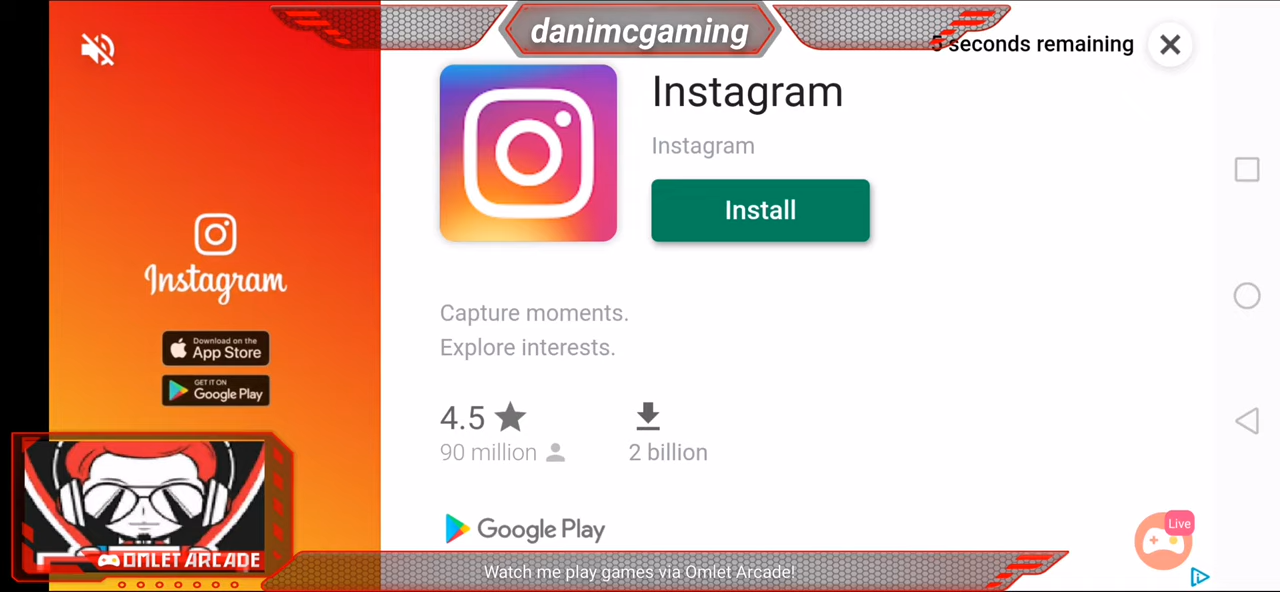 danimcgaming
5 seconds remaining
Instagram
Instagram
Install
Instagram
Download on the
App Store
GET IT ON
Google Play
Capture moments.
Explore interests.
4.5
90 million
2 billion
Google Play
Live
OMLET ARCADE
Watch me play games via Omlet Arcade!